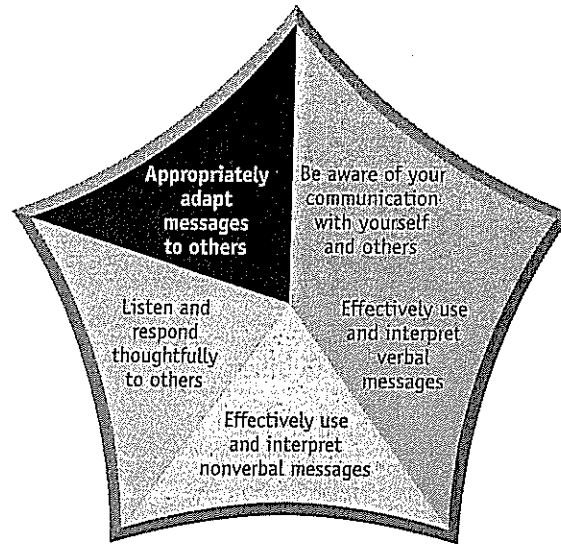 Appropriately
adapt
messages
to others
Be aware of your
communication
with yourself
and others
Effectively use
and interpret
verbal
messages
Effectively use
and interpret
nonverbal messages
Listen and
respond
thoughtfully
to others